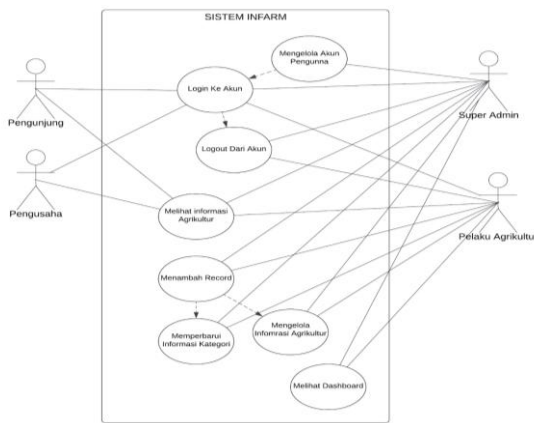 SISTEM INFARM
Mengelola Akun
Pengunna
Login Ke Akun
Pengunjung
Super Admin
Logout Dari Akun
Pengusaha
Melihat informasi
Agrikultur
Pelaku Agrikultu
Menambah Record
Memperbarui
Informasi Kategori
Mengelola
Infomrasi Agrikultur
Melihat Dashboard